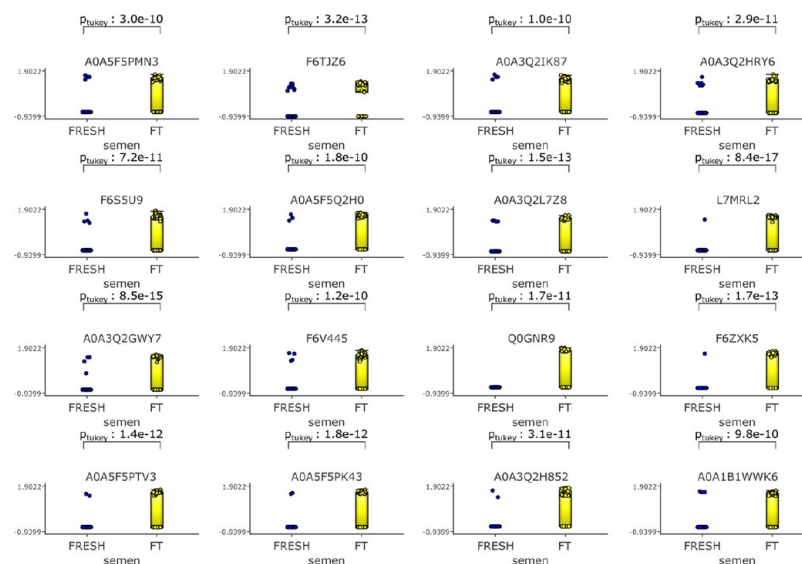 Ptukey : 3.0e-10 Ptukey : 3.2e-13 Ptukey : 1.0e-10 Ptukey : 2.9e-11
A0A5F5PMN3 F6TJZ6 A0A3Q2IK87 A0A3Q2HRY6
1.9022 1.9022 1.9022 1.9022
-0.9399 -0.9399 -0.9399 -0.9399
FRESH FT FRESH FT FRESH FT FRESH FT
semen semen semen semen
Ptukey : 7.2e-11 Ptukey : 1.8e-10 Ptukey : 1.5e-13 Ptukey : 8.4e-17
F6S5U9 A0A5F5Q2H0 A0A3Q2L7Z8 L7MRL2
1.9022 1.9022 1.9022 1.9022
-0.9399 -0.9399 -0.9399 -0.9399
FRESH FT FRESH FT FRESH FT FRESH FT
semen semen semen semen
Ptukey : 8.5e-15 Ptukey : 1.2e-10 Ptukey : 1.7e-11 Ptukey : 1.7e-13
A0A3Q2GWY7 F6V445 Q0GNR9 F6ZXK5
1.9022 1.9022 1.9022 1.9022
-0.9399 -0.9399 -0.9399 -0.9399
FRESH FT FRESH FT FRESH FT FRESH FT
semen semen semen semen
Ptukey : 1.4e-12 Ptukey : 1.8e-12 Ptukey : 3.1e-11 Ptukey : 9.8e-10
A0A5F5PTV3 A0A5F5PK43 A0A3Q2H852 A0A1B1WWK6
1.9022 1.9022 1.9022 1.9022
-0.9399 -0.9399 -0.9399 -0.9399
FRESH FT FRESH FT FRESH FT FRESH FT
semen semen semen semen